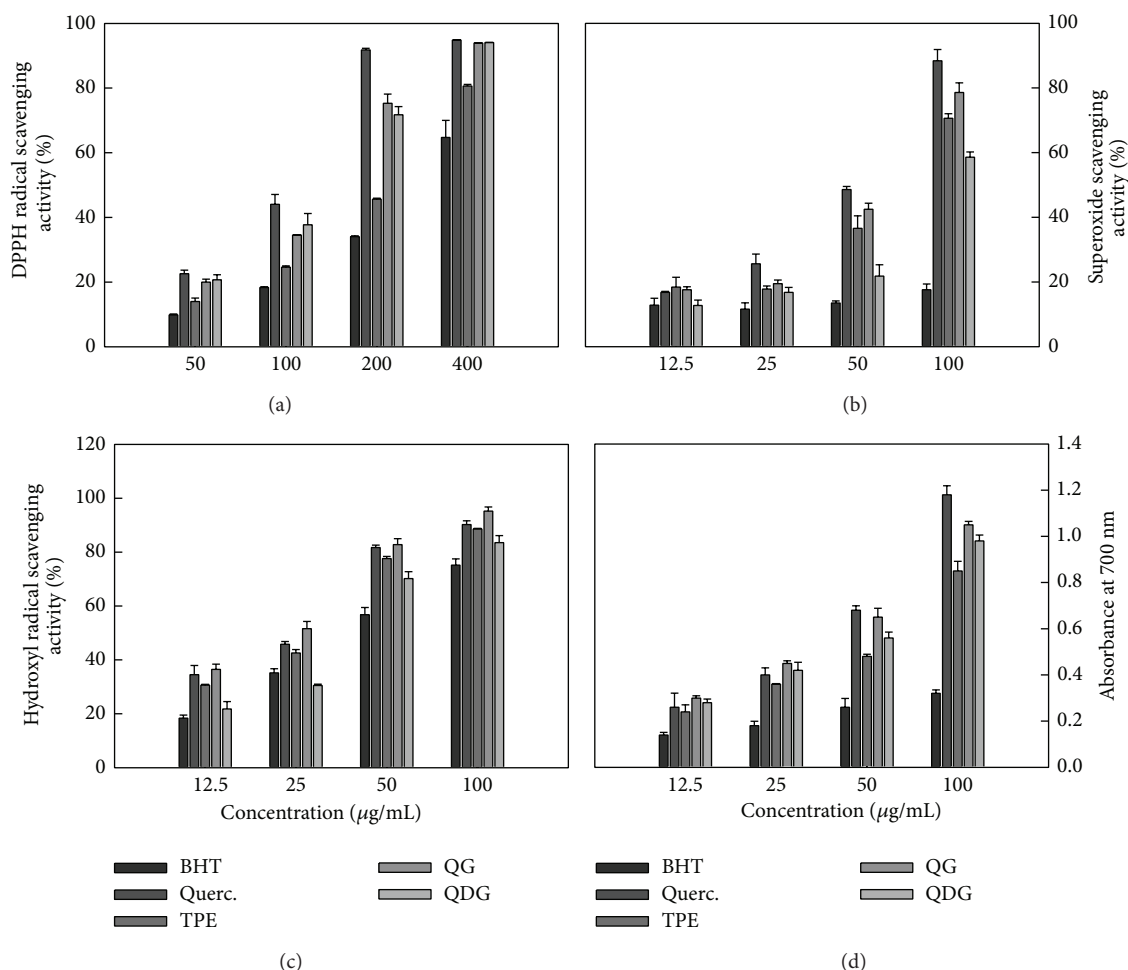 100
80
60
40
20
0
DPPH radical scavenging
activity (%)
50 100 200 400
(a)
100
80
60
40
20
0
Superoxide scavenging
activity (%)
12.5 25 50 100
(b)
120
100
80
60
40
20
0
Hydroxyl radical scavenging
activity (%)
12.5 25 50 100
Concentration (μg/mL)
BHT
Querc.
TPE
QG
QDG
(c)
1.4
1.2
1.0
0.8
0.6
0.4
0.2
0.0
Absorbance at 700 nm
12.5 25 50 100
Concentration (μg/mL)
BHT
Querc.
TPE
QG
QDG
(d)